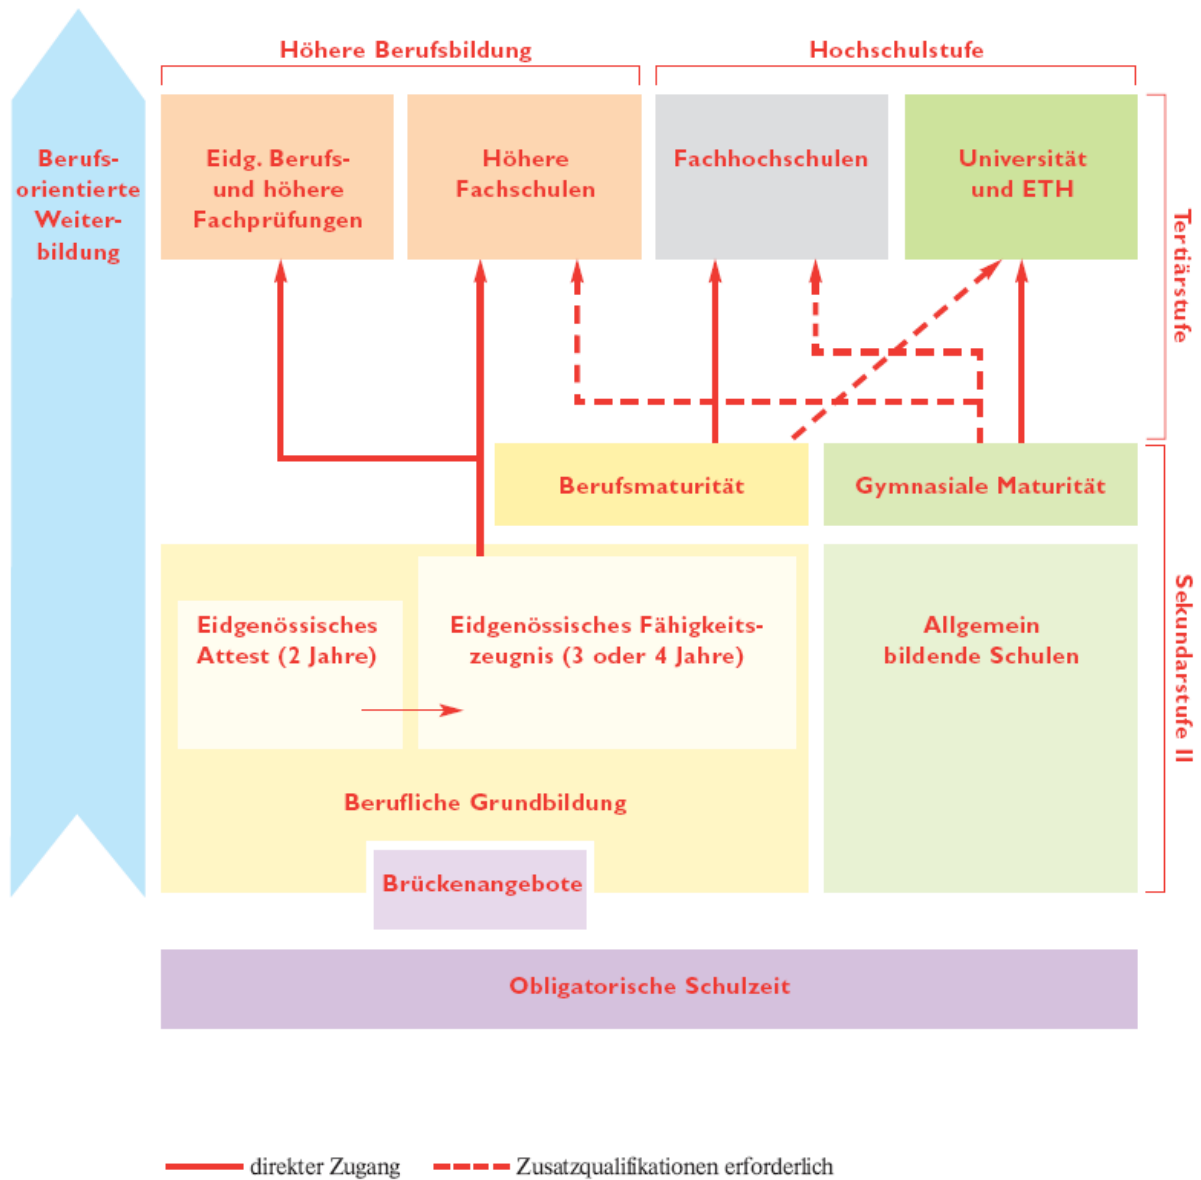 Höhere Berufsbildung
Hochschulstufe
Berufs-
orientierte
Weiter-
bildung
Eidg. Berufs-
und höhere
Fachprüfungen
Höhere
Fachschulen
Fachhochschulen
Universität
und ETH
Tertiärstufe
Berufsmaturität
Gymnasiale Maturität
Eidgenössisches
Attest (2 Jahre)
Eidgenössisches Fähigkeits-
zeugnis (3 oder 4 Jahre)
Allgemein
bildende Schulen
Sekundarstufe II
Berufliche Grundbildung
Brückenangebote
Obligatorische Schulzeit
direkter Zugang
Zusatzqualifikationen erforderlich